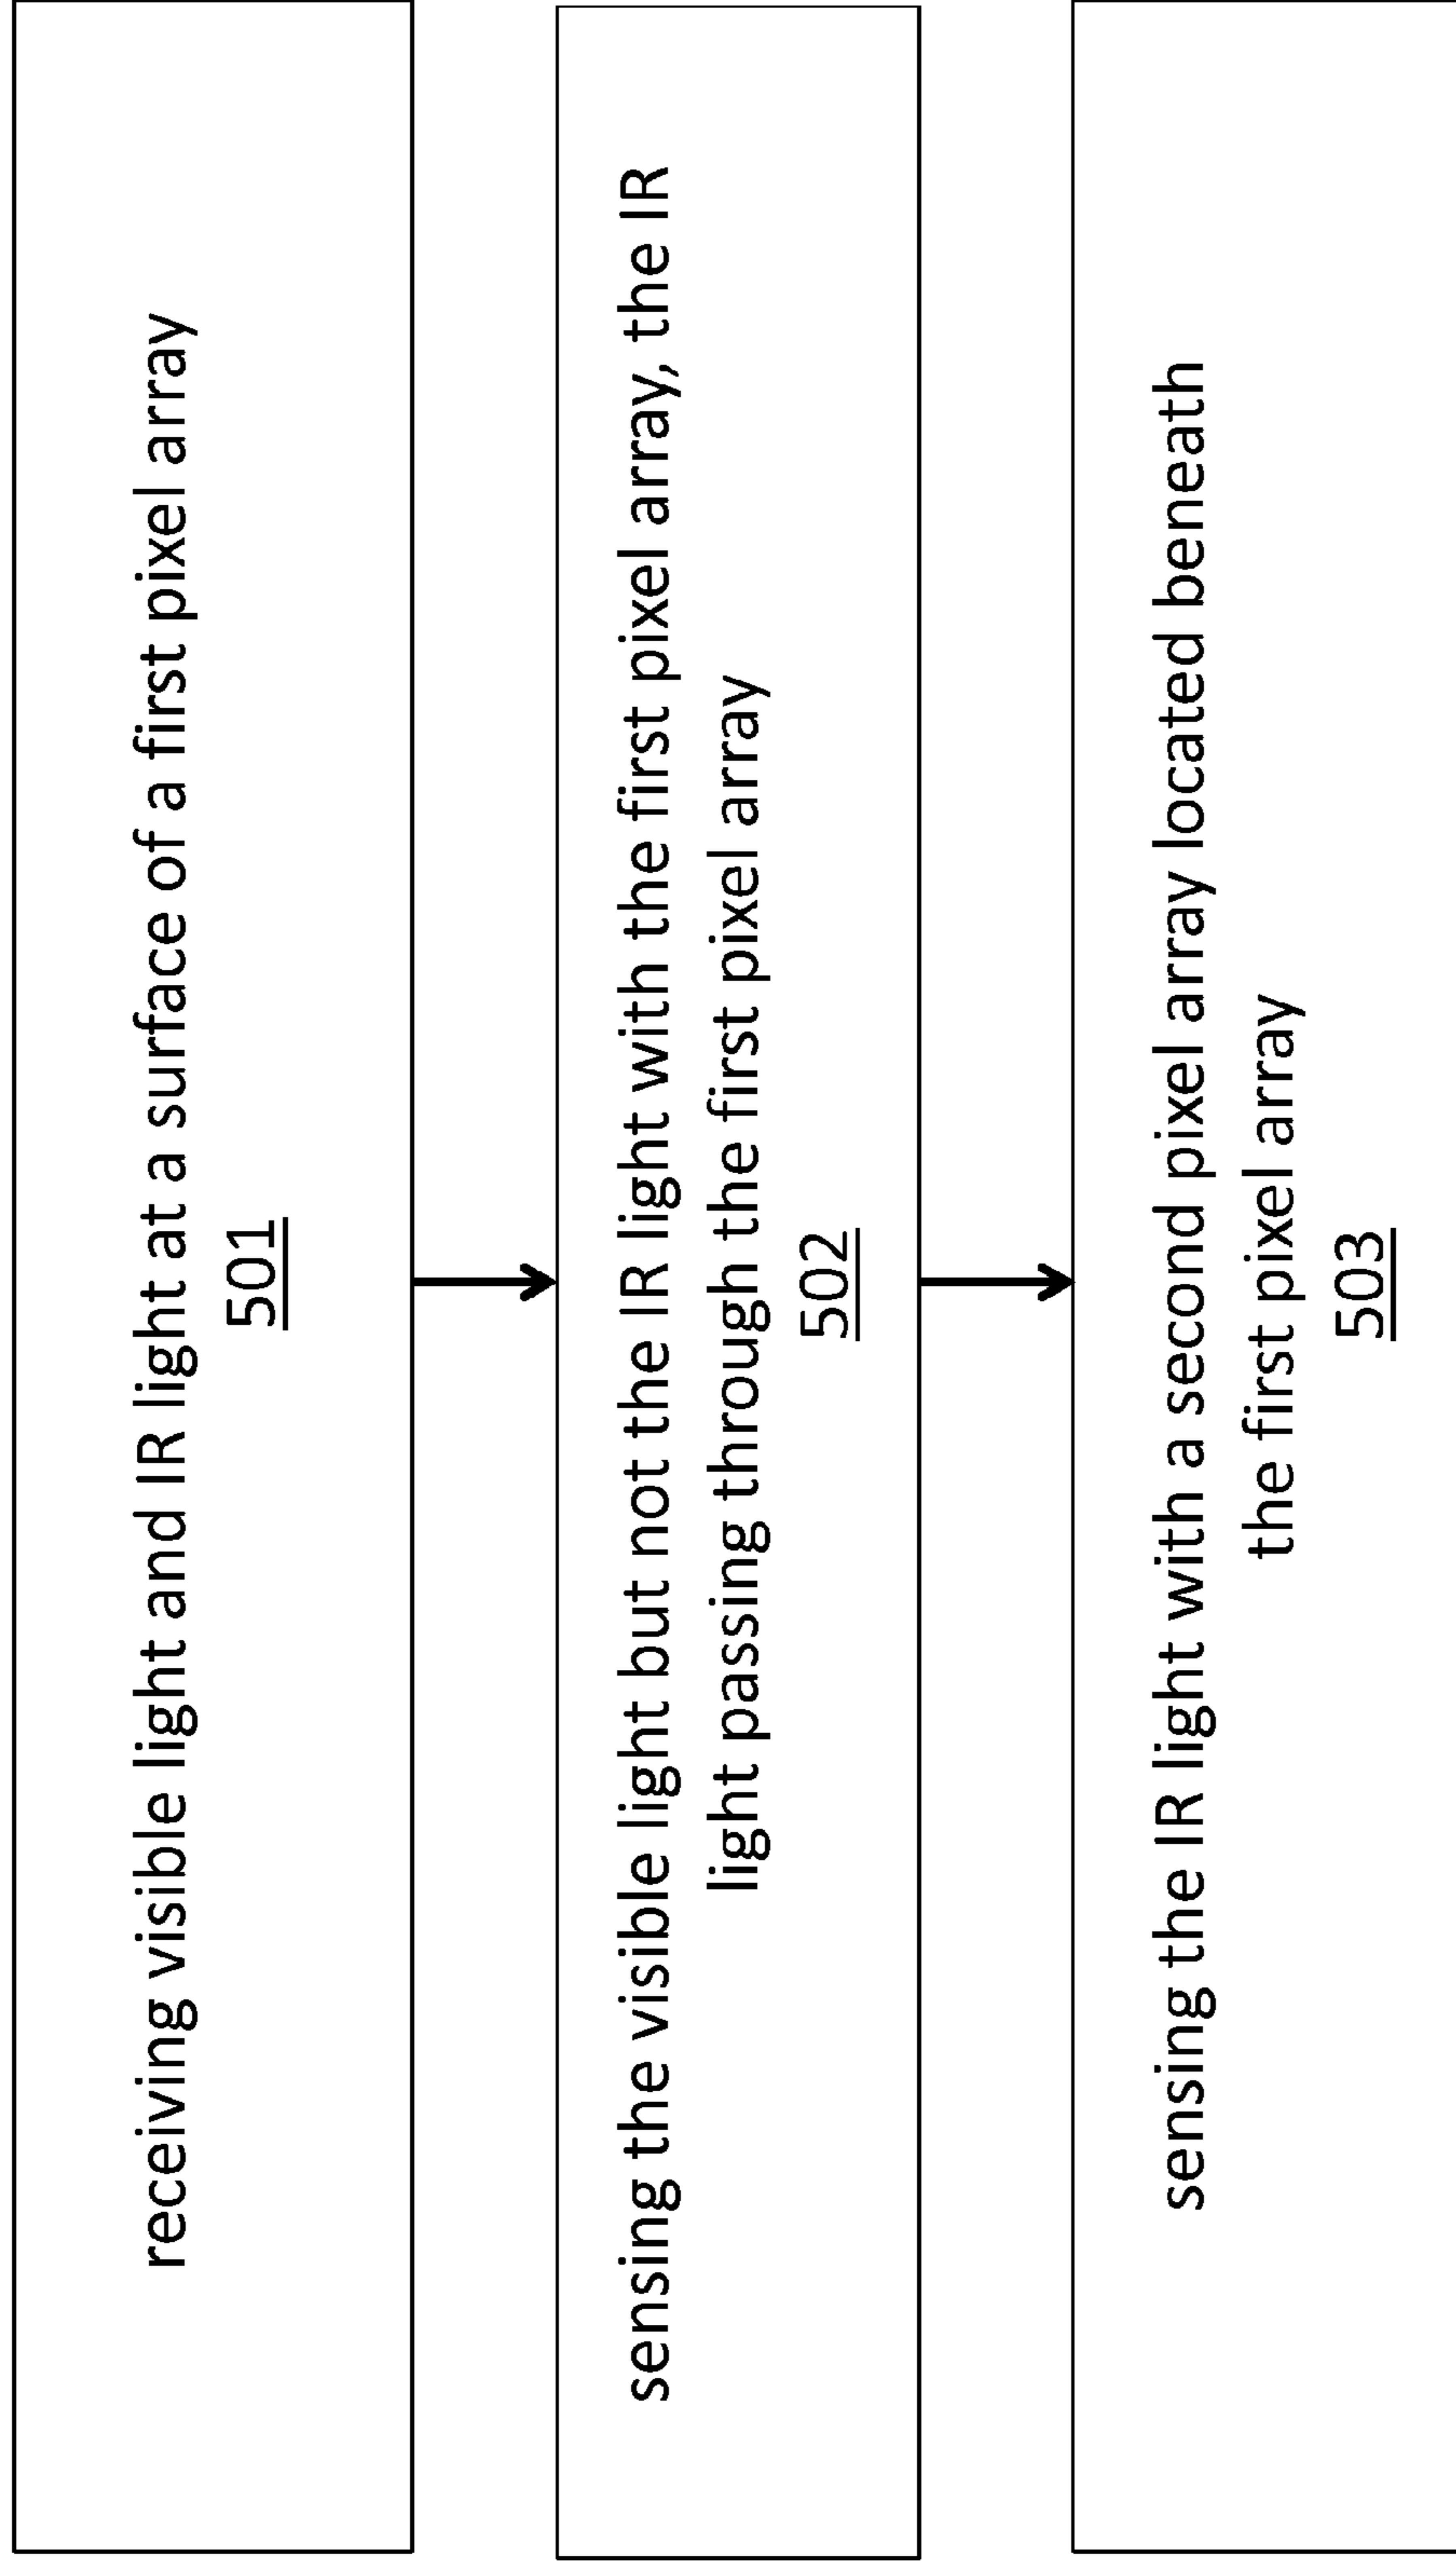 receiving visible light and IR light at a surface of a first pixel array
501
sensing the visible light but not the IR light with the first pixel array, the IR
light passing through the first pixel array
502
sensing the IR light with a second pixel array located beneath
the first pixel array
503